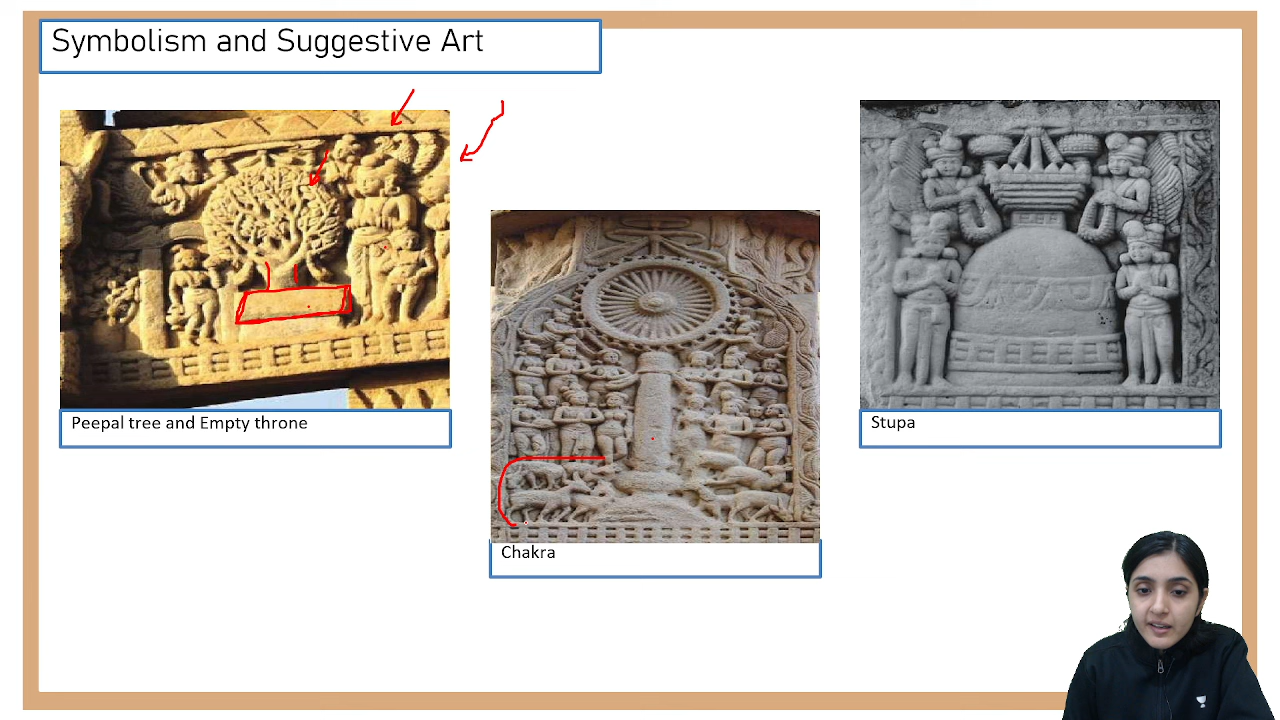 Symbolism and Suggestive Art
Peepal tree and Empty throne
Chakra
Stupa